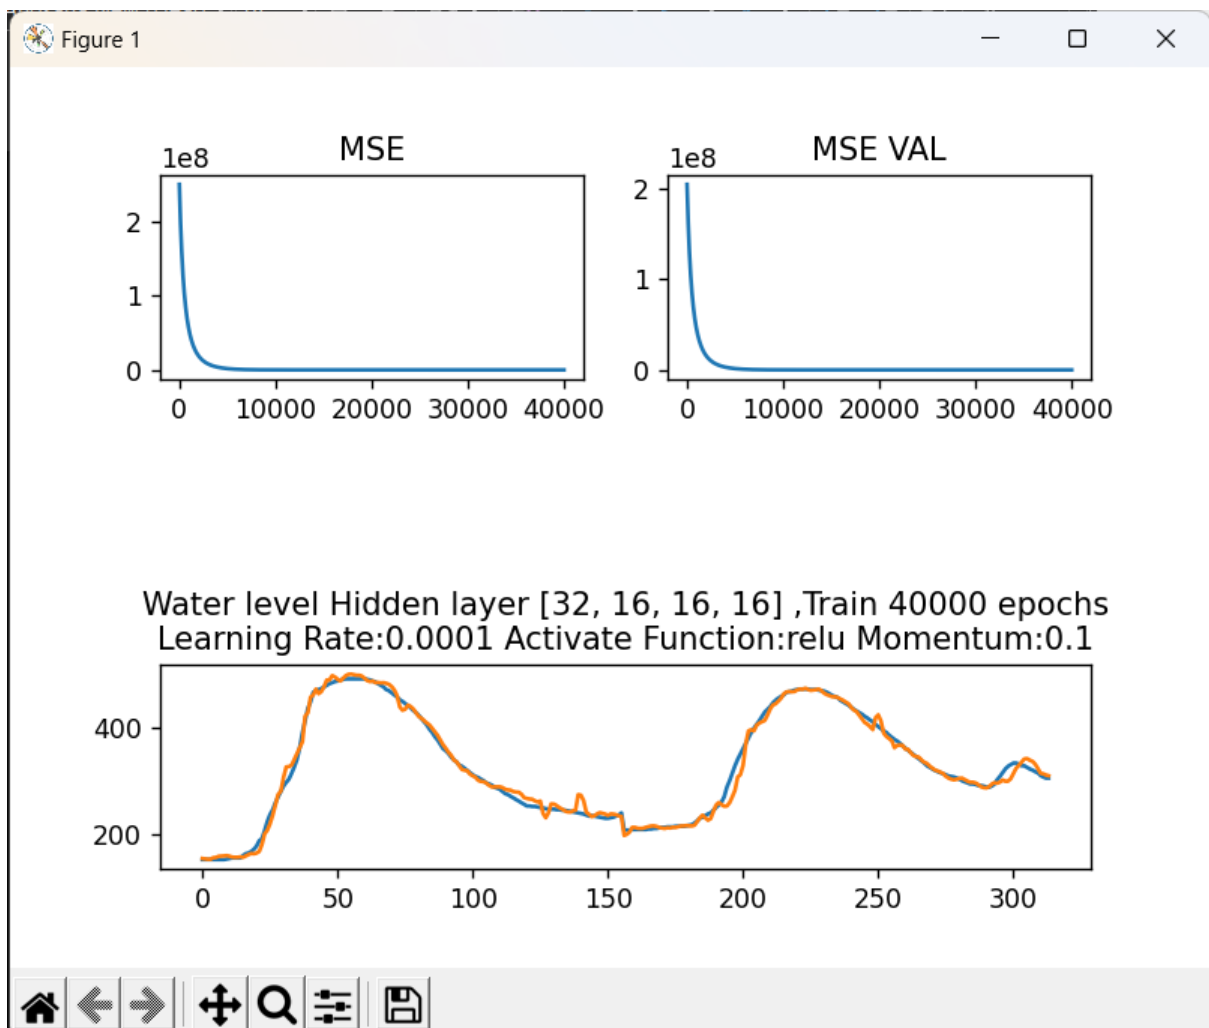 Figure 1
MSE
1e8
2
1
0
0 10000 20000 30000 40000
MSE VAL
1e8
2
1
0
0 10000 20000 30000 40000
Water level Hidden layer [32, 16, 16, 16] ,Train 40000 epochs
Learning Rate:0.0001 Activate Function:relu Momentum:0.1
400
200
0 50 100 150 200 250 300